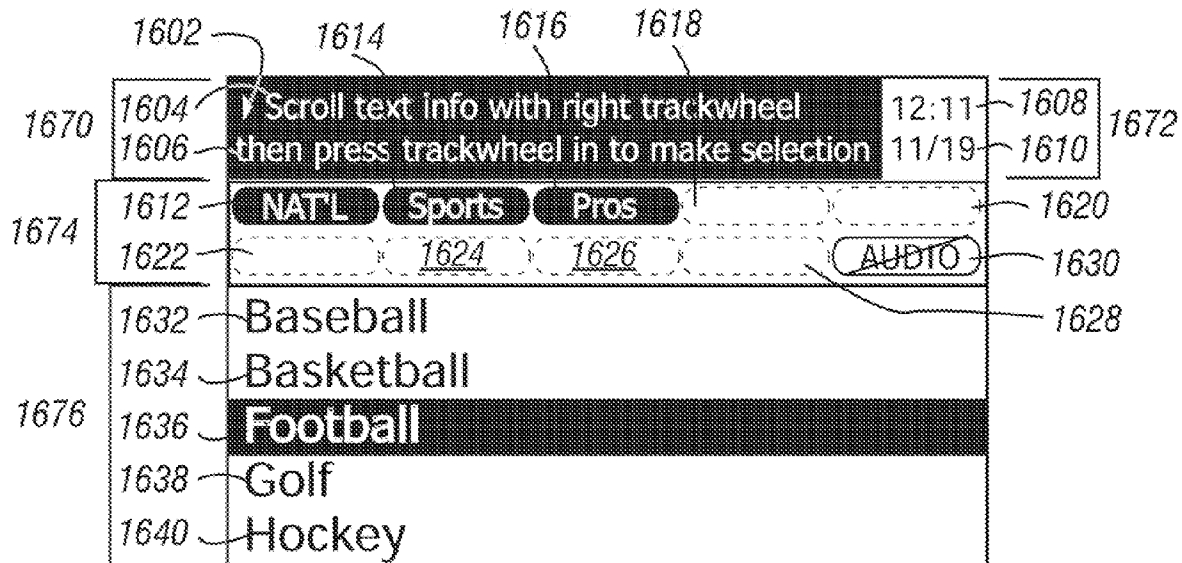 1602 1614 1616 1618
1670 1604 Scroll text info with right trackwheel 12:11 1608 1672
1606 then press trackwheel in to make selection 11/19 1610
1674 1612 NAT'L Sports Pros 1620
1622 1624 1626 AUDIO 1630
1632 Baseball 1628
1634 Basketball
1676 1636 Football
1638 Golf
1640 Hockey